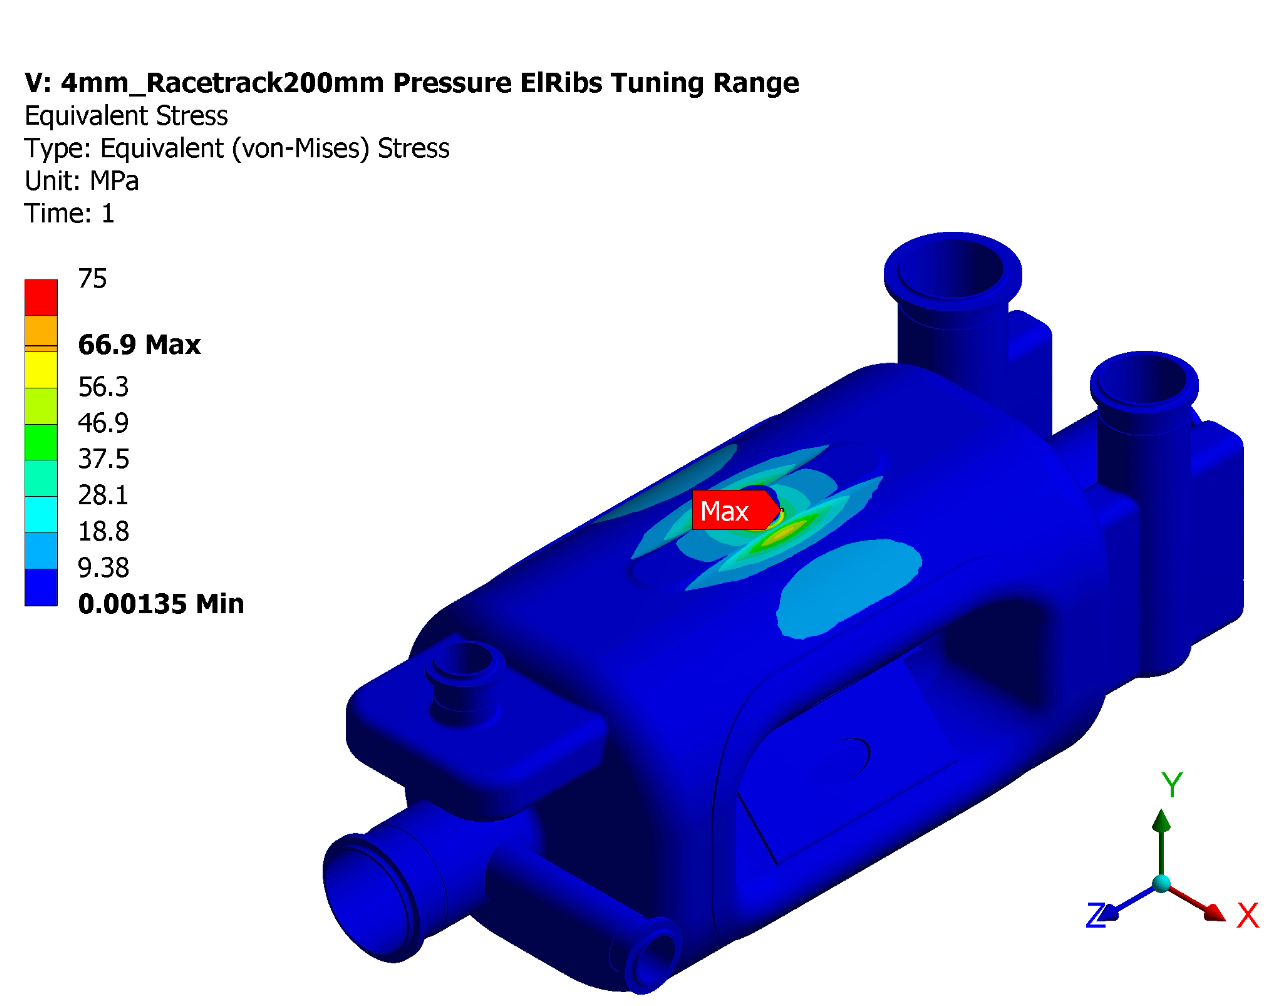 V: 4mm_Racetrack200mm Pressure ElRibs Tuning Range
Equivalent Stress
Type: Equivalent (von-Mises) Stress
Unit: MPa
Time: 1
75
66.9 Max
56.3
46.9
37.5
28.1
18.8
9.38
0.00135 Min
Max
Y
Z
X